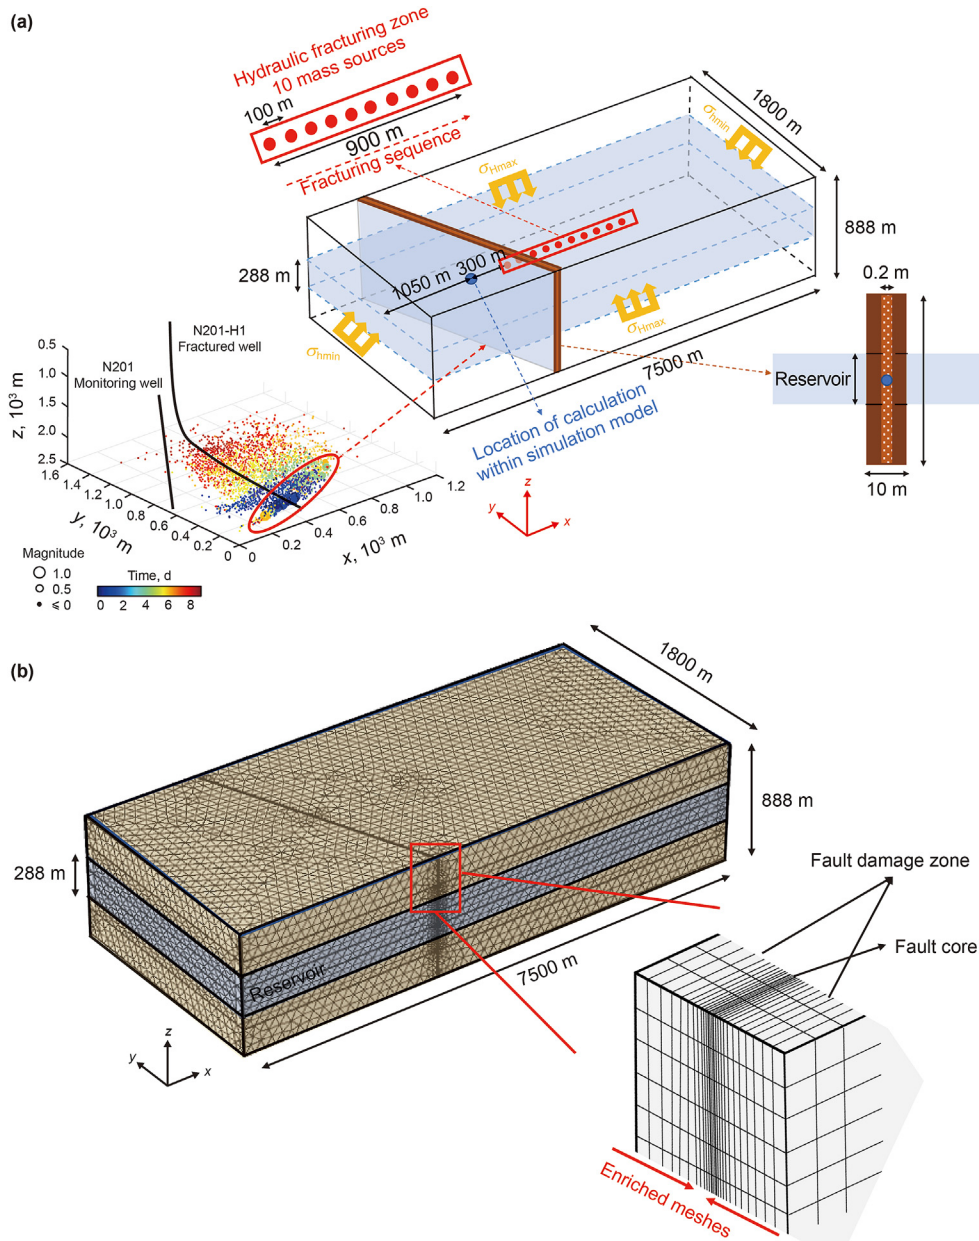 (a)
Hydraulic fracturing zone
10 mass sources
100 m
900 m
Fracturing sequence
σHmax
σhmin
1800 m
888 m
288 m
1050 m
300 m
0.2 m
Reservoir
10 m
σhmin
σHmax
7500 m
Location of calculation
within simulation model
N201-H1
Fractured well
N201
Monitoring well
z, 10³ m
0.5
1.0
1.5
2.0
2.5
1.6
1.4
1.2
1.0
0.8
0.6
0.4
0.2
0
y, 10³ m
0
0.2
0.4
0.6
0.8
1.0
1.2
x, 10³ m
z
y
x
Magnitude
1.0
0.5
≤ 0
Time, d
0 2 4 6 8
(b)
1800 m
888 m
288 m
Reservoir
7500 m
z
y
x
Fault damage zone
Fault core
Enriched meshes